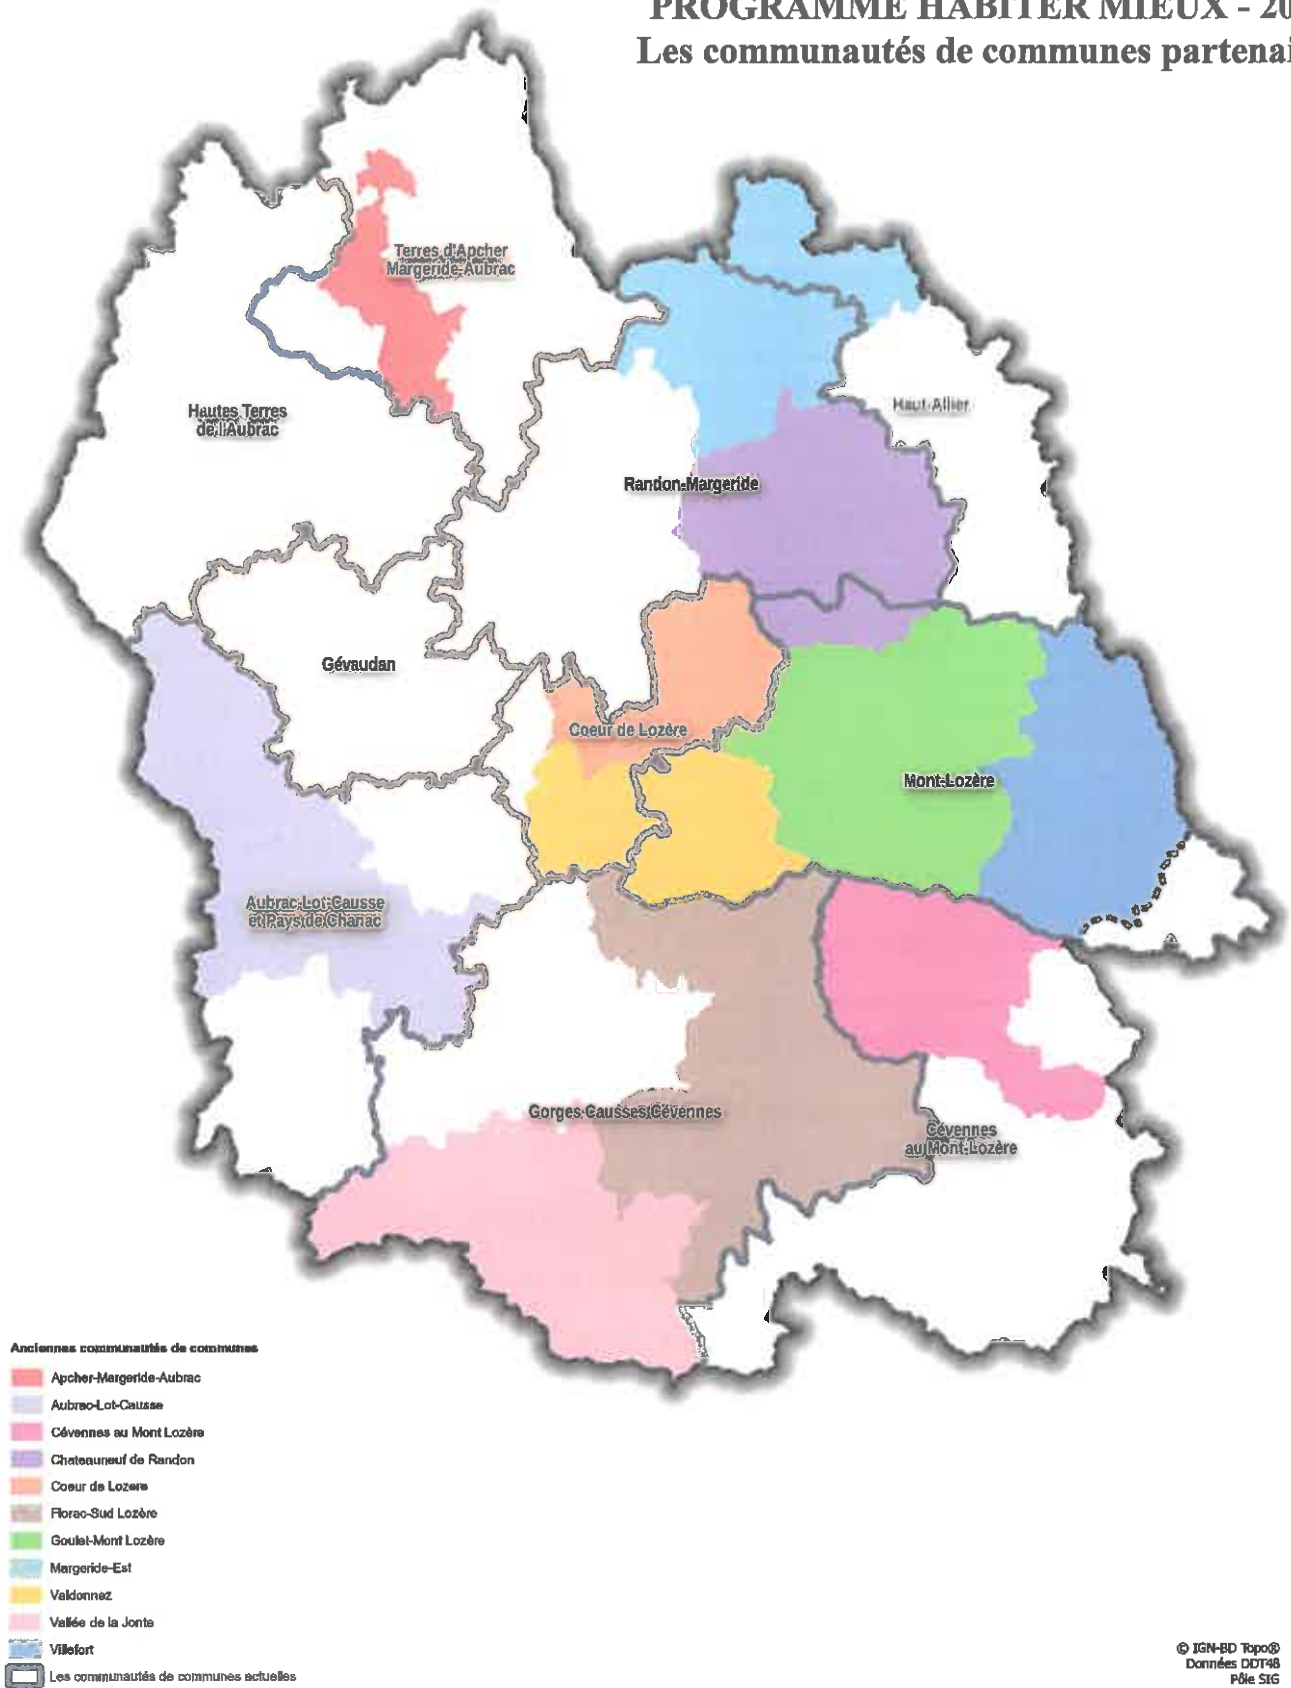 PROGRAMME HABITER MIEUX - 20
Les communautés de communes partenai
Terres d'Apcher
Margeride-Aubrac
Hautes Terres
de l'Aubrac
Haut-Allier
Randon-Margeride
Gévaudan
Coeur de Lozère
Mont-Lozère
Aubrac-Lot-Causse
et Pays de Chanac
Gorges Causses Cévennes
Cévennes
au Mont-Lozère
Anciennes communautés de communes
Apcher-Margeride-Aubrac
Aubrac-Lot-Causse
Cévennes au Mont Lozère
Chateauneuf de Randon
Coeur de Lozere
Florac-Sud Lozère
Goulet-Mont Lozère
Margeride-Est
Valdonnez
Vallée de la Jonte
Villefort
Les communautés de communes actuelles
© IGN-BD Topo®
Données DDT48
Pôle SIG